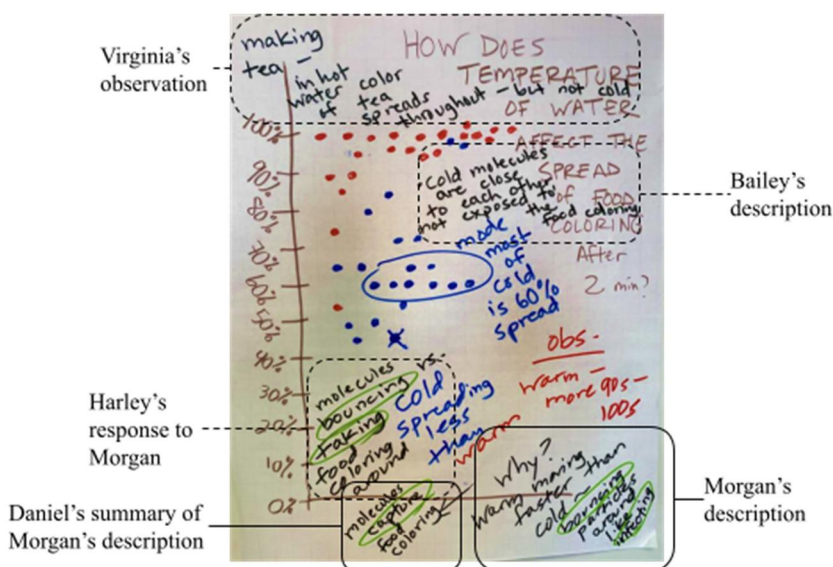 Virginia's
observation
making
tea –
in hot
water color
of tea
spreads
throughout – but not cold
HOW DOES
TEMPERATURE
OF WATER
AFFECT THE
SPREAD
of FOOD
COLORING
After
2 min?
100%
90%
80%
70%
60%
50%
40%
30%
20%
10%
0%
Cold molecules
are close
to each other
not exposed to
the
food coloring
Bailey's
description
mode
most
of
cold
is 60%
spread
obs-
warm –
more 90s –
100s
Harley's
response to
Morgan
molecules
bouncing vs.
taking
food
coloring
around
cold
spreading
less
than
warm
Daniel's summary of
Morgan's description
molecules
capture
food
coloring
why?
warm moving
faster than
cold –
bouncing
particles
around
like
infecting
Morgan's
description